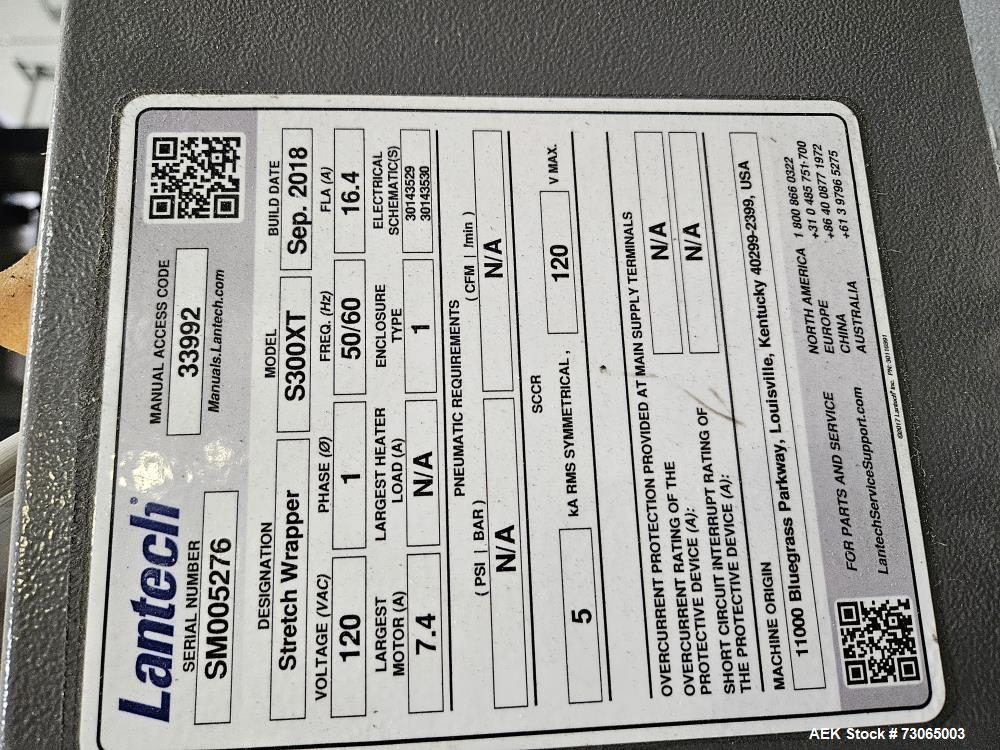 Lantech®
SERIAL NUMBER
SM005276
MANUAL ACCESS CODE
33992
Manuals.Lantech.com
DESIGNATION
Stretch Wrapper
MODEL
S300XT
BUILD DATE
Sep. 2018
VOLTAGE (VAC)
120
PHASE (Ø)
1
FREQ. (Hz)
50/60
FLA (A)
16.4
LARGEST
MOTOR (A)
7.4
LARGEST HEATER
LOAD (A)
N/A
ENCLOSURE
TYPE
1
ELECTRICAL
SCHEMATIC(S)
30143529
30143530
PNEUMATIC REQUIREMENTS
( PSI | BAR )
N/A
( CFM | l/min )
N/A
SCCR
5 kA RMS SYMMETRICAL , 120 V MAX.
OVERCURRENT PROTECTION PROVIDED AT MAIN SUPPLY TERMINALS
OVERCURRENT RATING OF THE
PROTECTIVE DEVICE (A):
N/A
SHORT CIRCUIT INTERRUPT RATING OF
THE PROTECTIVE DEVICE (A):
N/A
MACHINE ORIGIN
11000 Bluegrass Parkway, Louisville, Kentucky 40299-2399, USA
FOR PARTS AND SERVICE
LantechServiceSupport.com
NORTH AMERICA 1 800 866 0322
EUROPE +31 0 485 751-700
CHINA +86 40 0877 1972
AUSTRALIA +61 3 9796 5275
©2017 Lantech® Inc.
AEK Stock # 73065003